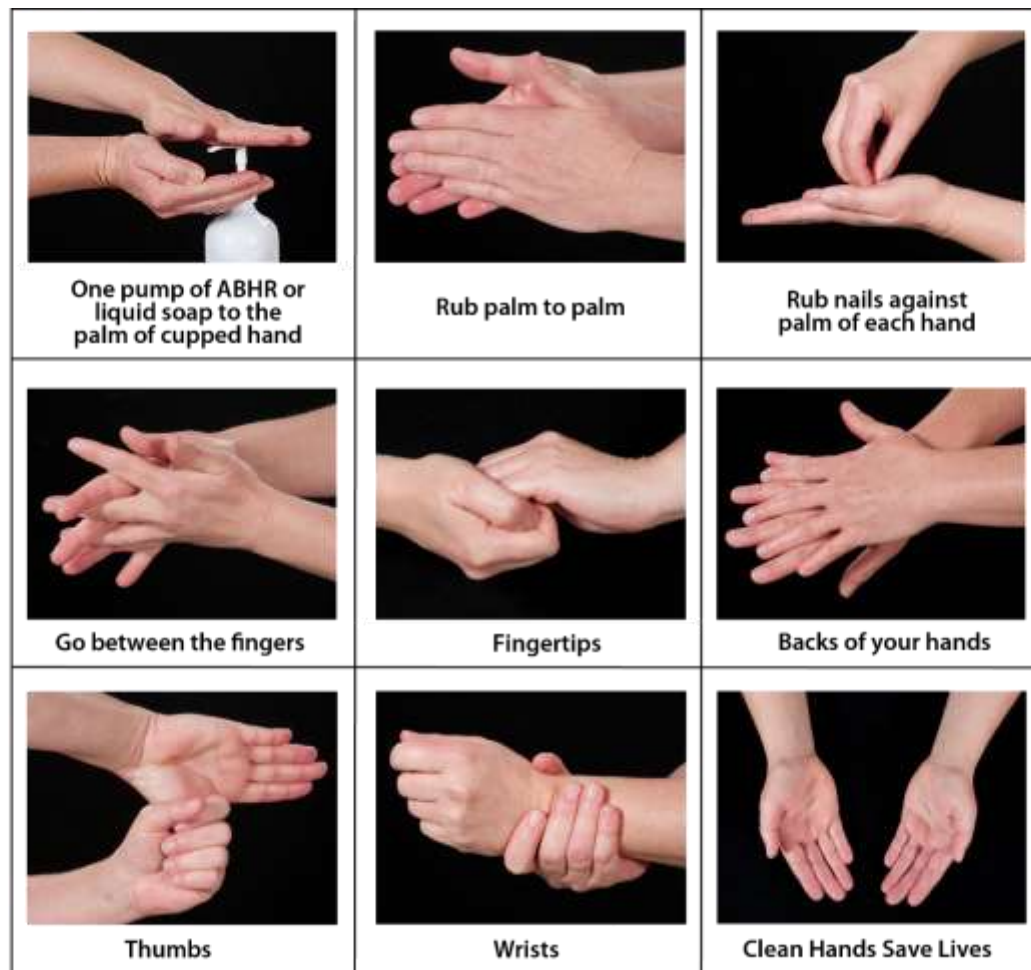 One pump of ABHR or
liquid soap to the
palm of cupped hand
Rub palm to palm
Rub nails against
palm of each hand
Go between the fingers
Fingertips
Backs of your hands
Thumbs
Wrists
Clean Hands Save Lives